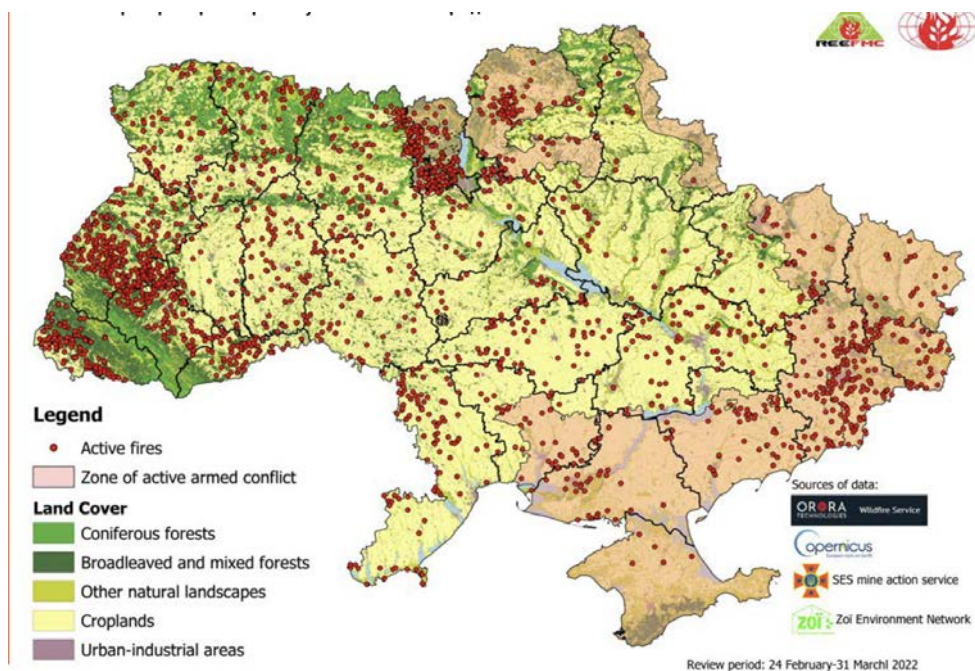 REEFMC
Legend
Active fires
Zone of active armed conflict
Land Cover
Coniferous forests
Broadleaved and mixed forests
Other natural landscapes
Croplands
Urban-industrial areas
Sources of data:
ORORA
TECHNOLOGIES
Wildfire Service
opernicus
SES mine action service
zoï
Zoï Environment Network
Review period: 24 February-31 Marchl 2022